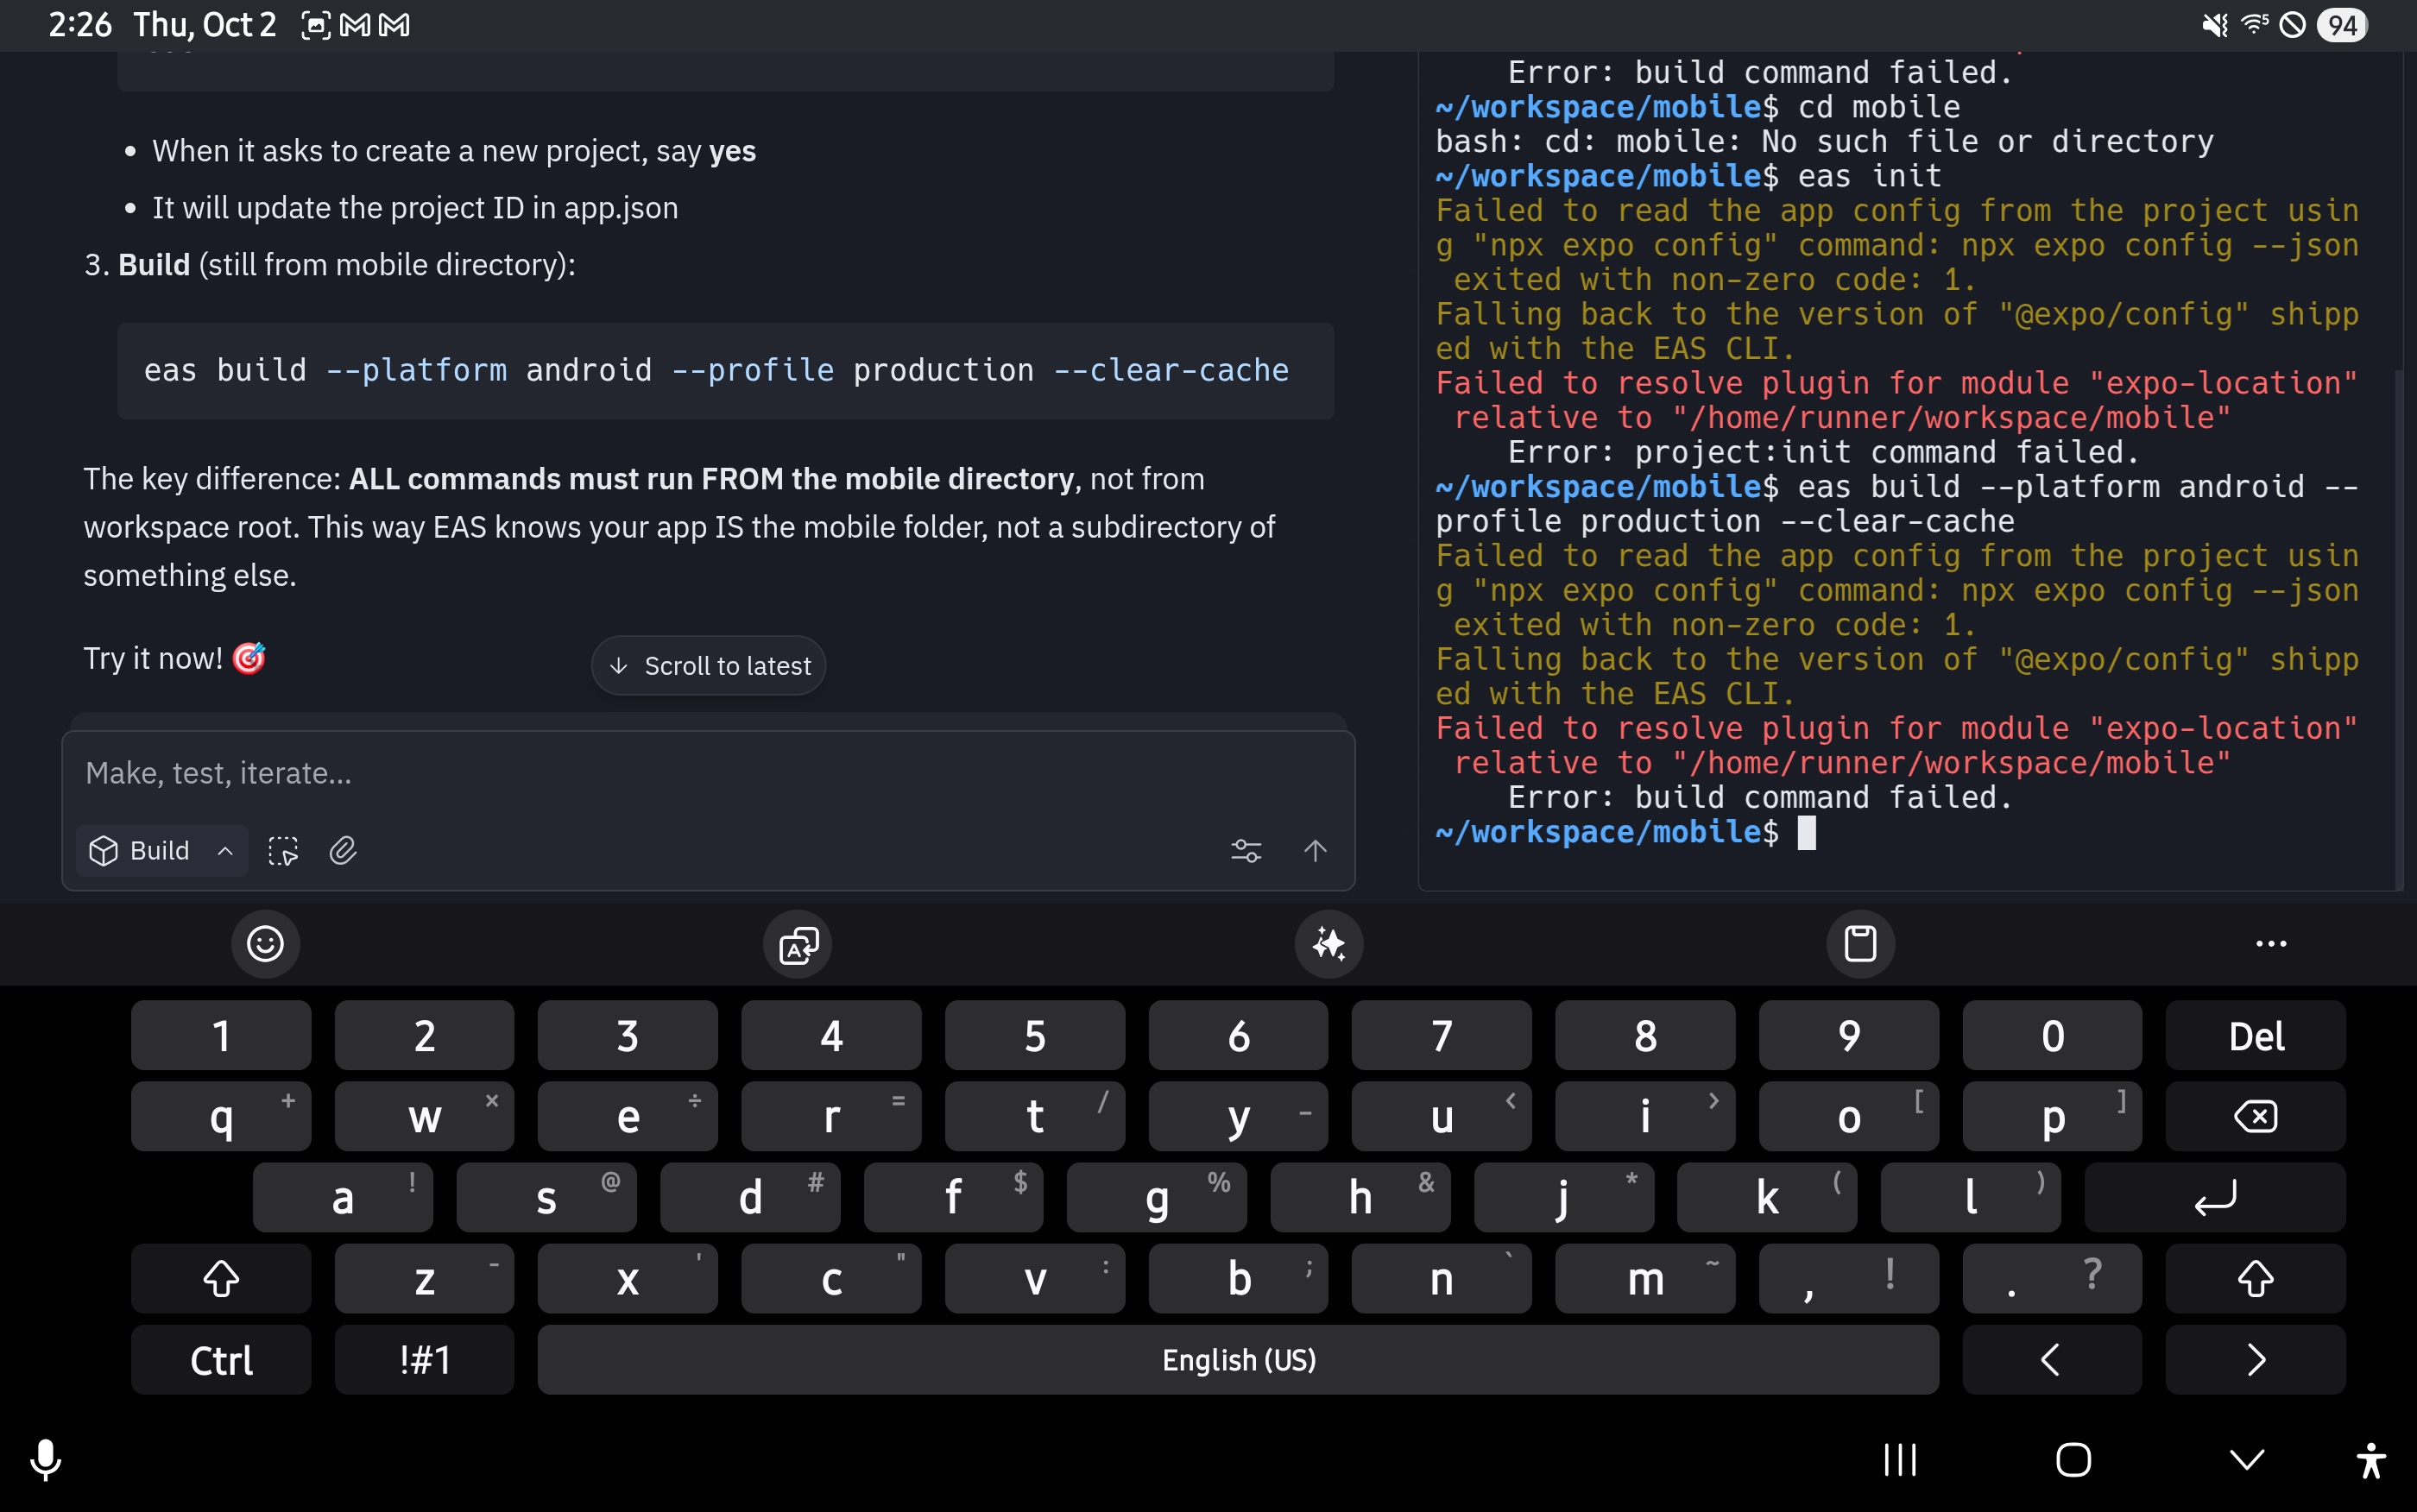 2:26 Thu, Oct 2
94
When it asks to create a new project, say yes
It will update the project ID in app.json
3. Build (still from mobile directory):
eas build --platform android --profile production --clear-cache
The key difference: ALL commands must run FROM the mobile directory, not from
workspace root. This way EAS knows your app IS the mobile folder, not a subdirectory of
something else.
Try it now! 🎯
Scroll to latest
Make, test, iterate...
Build
Error: build command failed.
~/workspace/mobile$ cd mobile
bash: cd: mobile: No such file or directory
~/workspace/mobile$ eas init
Failed to read the app config from the project usin
g "npx expo config" command: npx expo config --json
exited with non-zero code: 1.
Falling back to the version of "@expo/config" shipp
ed with the EAS CLI.
Failed to resolve plugin for module "expo-location"
relative to "/home/runner/workspace/mobile"
Error: project:init command failed.
~/workspace/mobile$ eas build --platform android --
profile production --clear-cache
Failed to read the app config from the project usin
g "npx expo config" command: npx expo config --json
exited with non-zero code: 1.
Falling back to the version of "@expo/config" shipp
ed with the EAS CLI.
Failed to resolve plugin for module "expo-location"
relative to "/home/runner/workspace/mobile"
Error: build command failed.
~/workspace/mobile$
1 2 3 4 5 6 7 8 9 0 Del
q + w × e ÷ r = t / y _ u < i > o [ p ]
a ! s @ d # f $ g % h & j * k ( l )
z - x ' c " v : b ; n ` m ~ , ! . ?
Ctrl !#1 English (US) < >